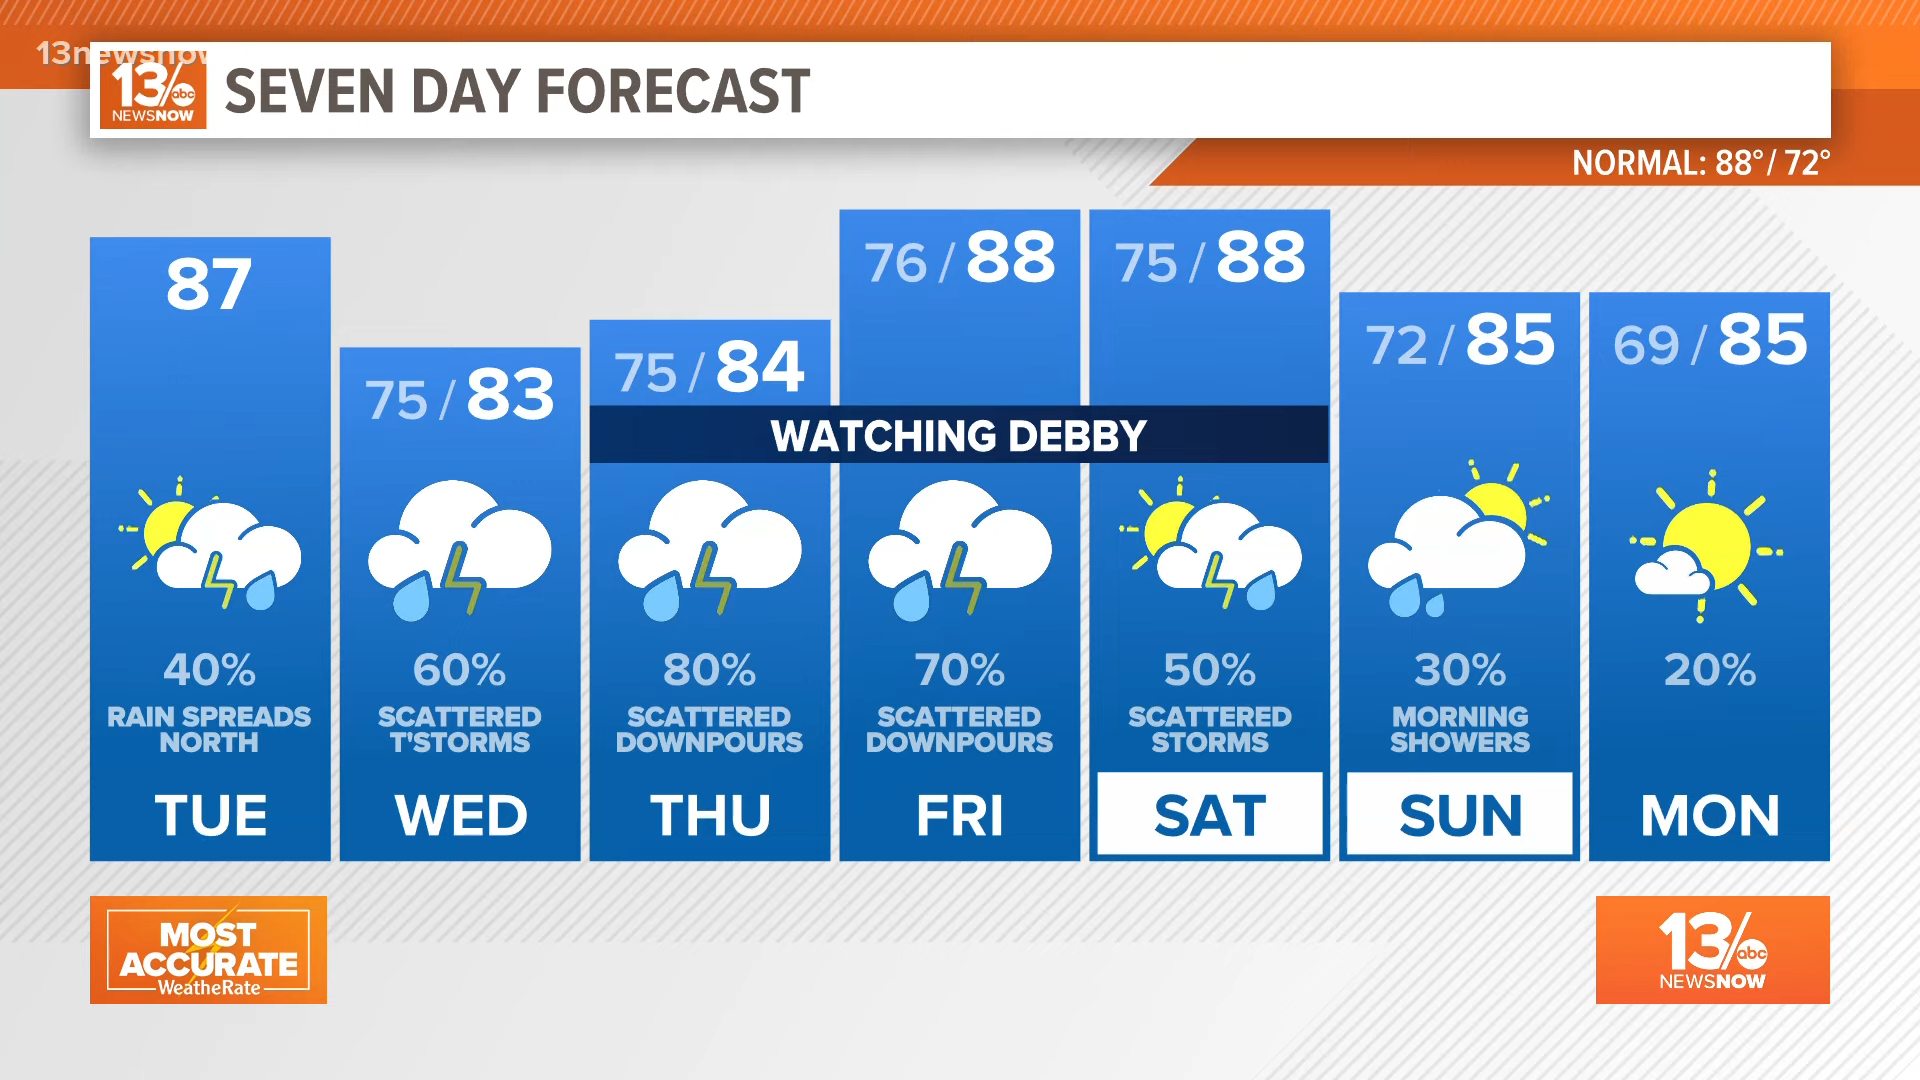 13newsnow
13/abc
NEWSNOW
SEVEN DAY FORECAST
NORMAL: 88°/ 72°
87
75 / 83
75 / 84
76 / 88
75 / 88
72 / 85
69 / 85
WATCHING DEBBY
40%
60%
80%
70%
50%
30%
20%
RAIN SPREADS
NORTH
SCATTERED
T'STORMS
SCATTERED
DOWNPOURS
SCATTERED
DOWNPOURS
SCATTERED
STORMS
MORNING
SHOWERS
TUE
WED
THU
FRI
SAT
SUN
MON
MOST
ACCURATE
WeatheRate
13/abc
NEWSNOW